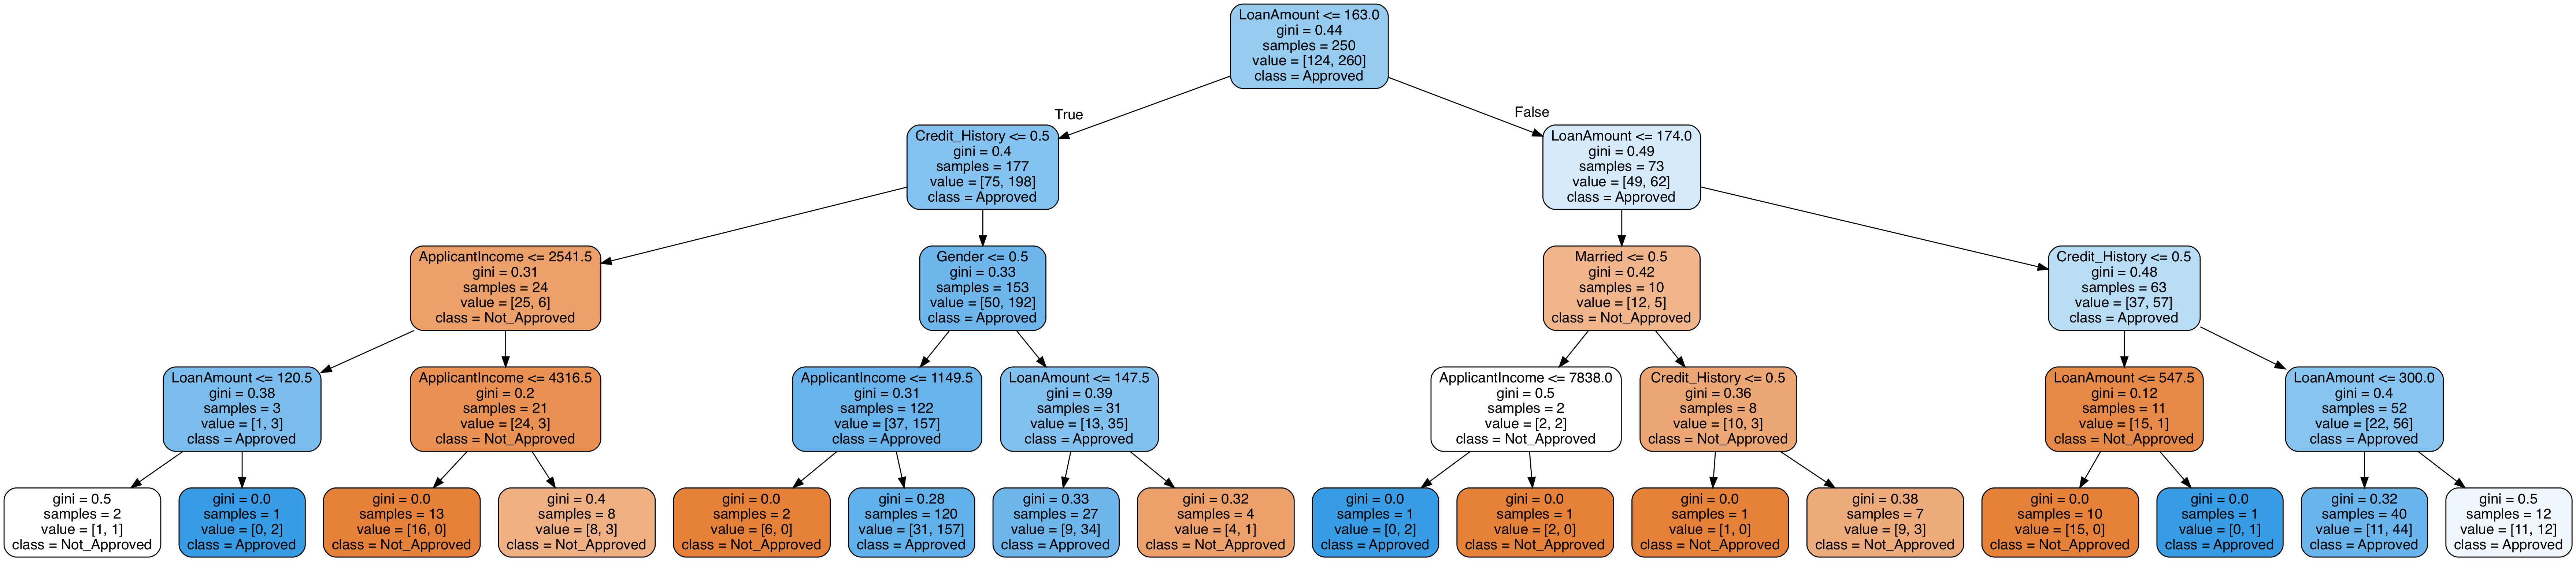 LoanAmount <= 163.0
gini = 0.44
samples = 250
value = [124, 260]
class = Approved
True
False
Credit_History <= 0.5
gini = 0.4
samples = 177
value = [75, 198]
class = Approved
LoanAmount <= 174.0
gini = 0.49
samples = 73
value = [49, 62]
class = Approved
ApplicantIncome <= 2541.5
gini = 0.31
samples = 24
value = [25, 6]
class = Not_Approved
Gender <= 0.5
gini = 0.33
samples = 153
value = [50, 192]
class = Approved
Married <= 0.5
gini = 0.42
samples = 10
value = [12, 5]
class = Not_Approved
Credit_History <= 0.5
gini = 0.48
samples = 63
value = [37, 57]
class = Approved
LoanAmount <= 120.5
gini = 0.38
samples = 3
value = [1, 3]
class = Approved
ApplicantIncome <= 4316.5
gini = 0.2
samples = 21
value = [24, 3]
class = Not_Approved
ApplicantIncome <= 1149.5
gini = 0.31
samples = 122
value = [37, 157]
class = Approved
LoanAmount <= 147.5
gini = 0.39
samples = 31
value = [13, 35]
class = Approved
ApplicantIncome <= 7838.0
gini = 0.5
samples = 2
value = [2, 2]
class = Not_Approved
Credit_History <= 0.5
gini = 0.36
samples = 8
value = [10, 3]
class = Not_Approved
LoanAmount <= 547.5
gini = 0.12
samples = 11
value = [15, 1]
class = Not_Approved
LoanAmount <= 300.0
gini = 0.4
samples = 52
value = [22, 56]
class = Approved
gini = 0.5
samples = 2
value = [1, 1]
class = Not_Approved
gini = 0.0
samples = 1
value = [0, 2]
class = Approved
gini = 0.0
samples = 13
value = [16, 0]
class = Not_Approved
gini = 0.4
samples = 8
value = [8, 3]
class = Not_Approved
gini = 0.0
samples = 2
value = [6, 0]
class = Not_Approved
gini = 0.28
samples = 120
value = [31, 157]
class = Approved
gini = 0.33
samples = 27
value = [9, 34]
class = Approved
gini = 0.32
samples = 4
value = [4, 1]
class = Not_Approved
gini = 0.0
samples = 1
value = [0, 2]
class = Approved
gini = 0.0
samples = 1
value = [2, 0]
class = Not_Approved
gini = 0.0
samples = 1
value = [1, 0]
class = Not_Approved
gini = 0.38
samples = 7
value = [9, 3]
class = Not_Approved
gini = 0.0
samples = 10
value = [15, 0]
class = Not_Approved
gini = 0.0
samples = 1
value = [0, 1]
class = Approved
gini = 0.32
samples = 40
value = [11, 44]
class = Approved
gini = 0.5
samples = 12
value = [11, 12]
class = Approved